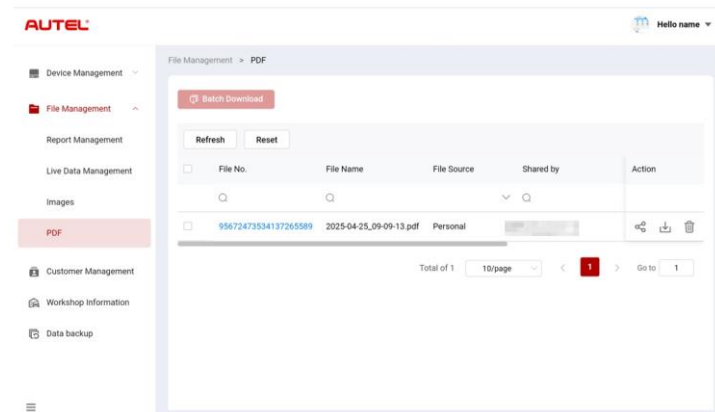 AUTEL
Hello name
Device Management
File Management
Report Management
Live Data Management
Images
PDF
Customer Management
Workshop Information
Data backup
File Management > PDF
Batch Download
Refresh Reset
File No. File Name File Source Shared by Action
95672473534137265589 2025-04-25_09-09-13.pdf Personal
Total of 1 10/page < 1 > Go to 1